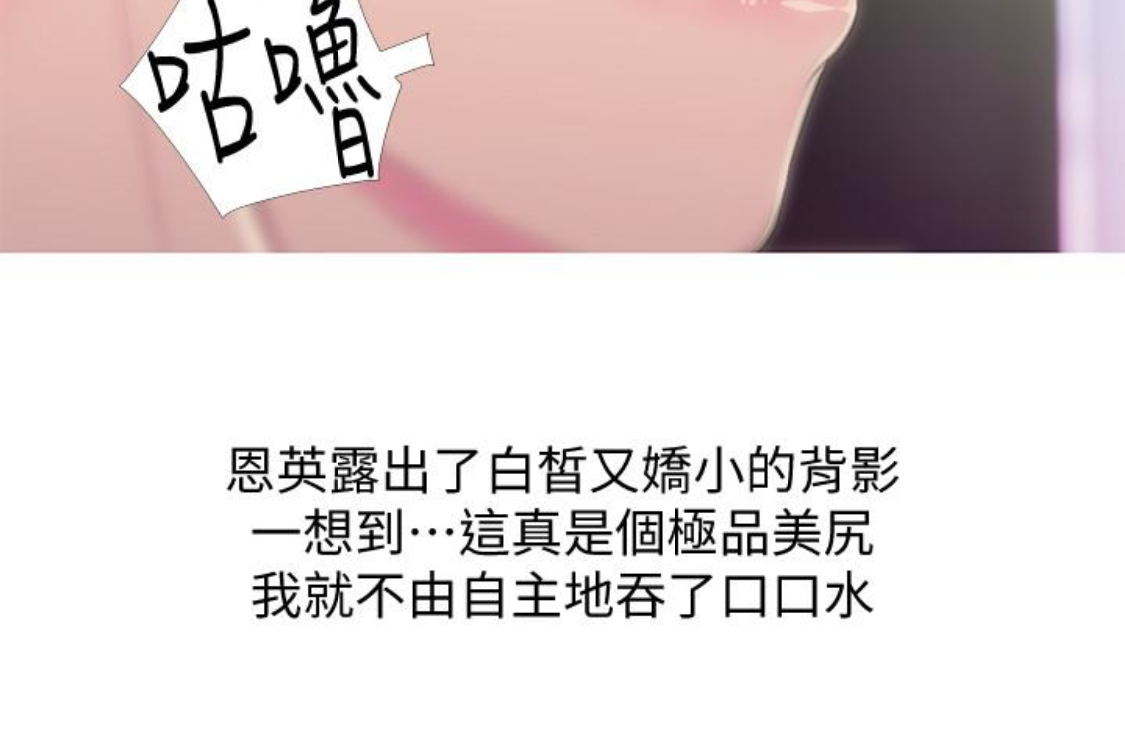 咕嚕
恩英露出了白皙又嬌小的背影
一想到⋯這真是個極品美尻
我就不由自主地吞了口口水